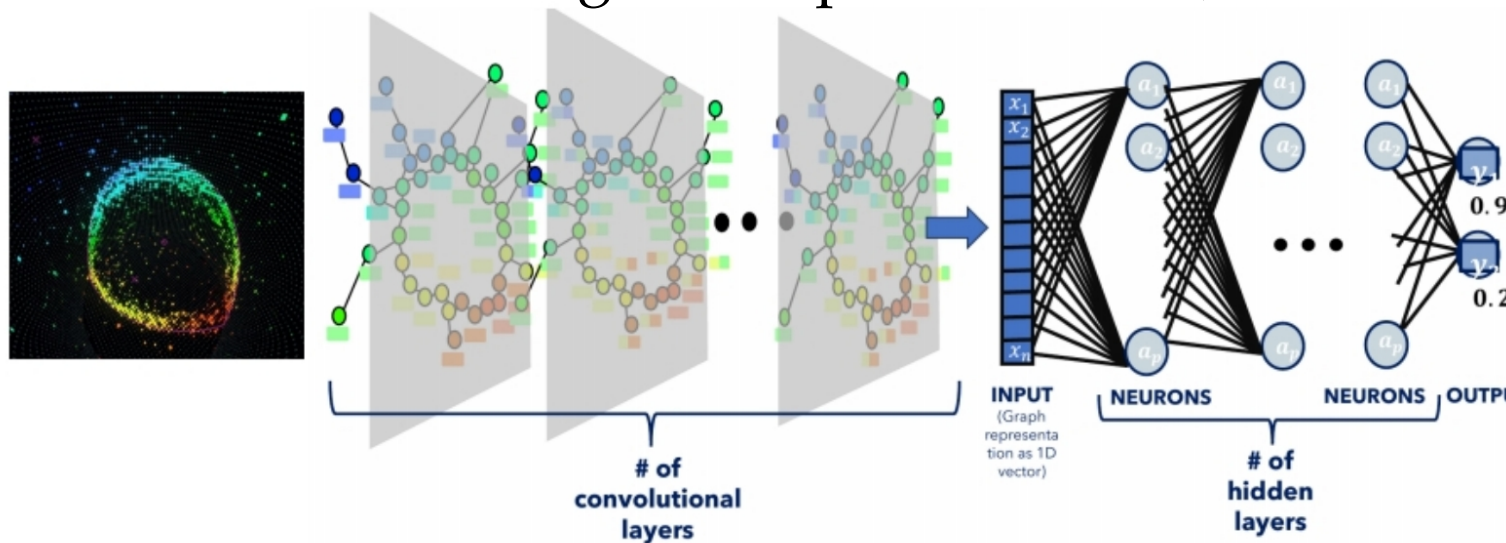 x₁
x₂
xₙ
a₁
a₂
aₚ
a₁
a₂
aₚ
a₁
a₂
aₚ
0.9
0.2
INPUT
(Graph
representa
tion as 1D
vector)
NEURONS
NEURONS
# of
convolutional
layers
# of
hidden
layers